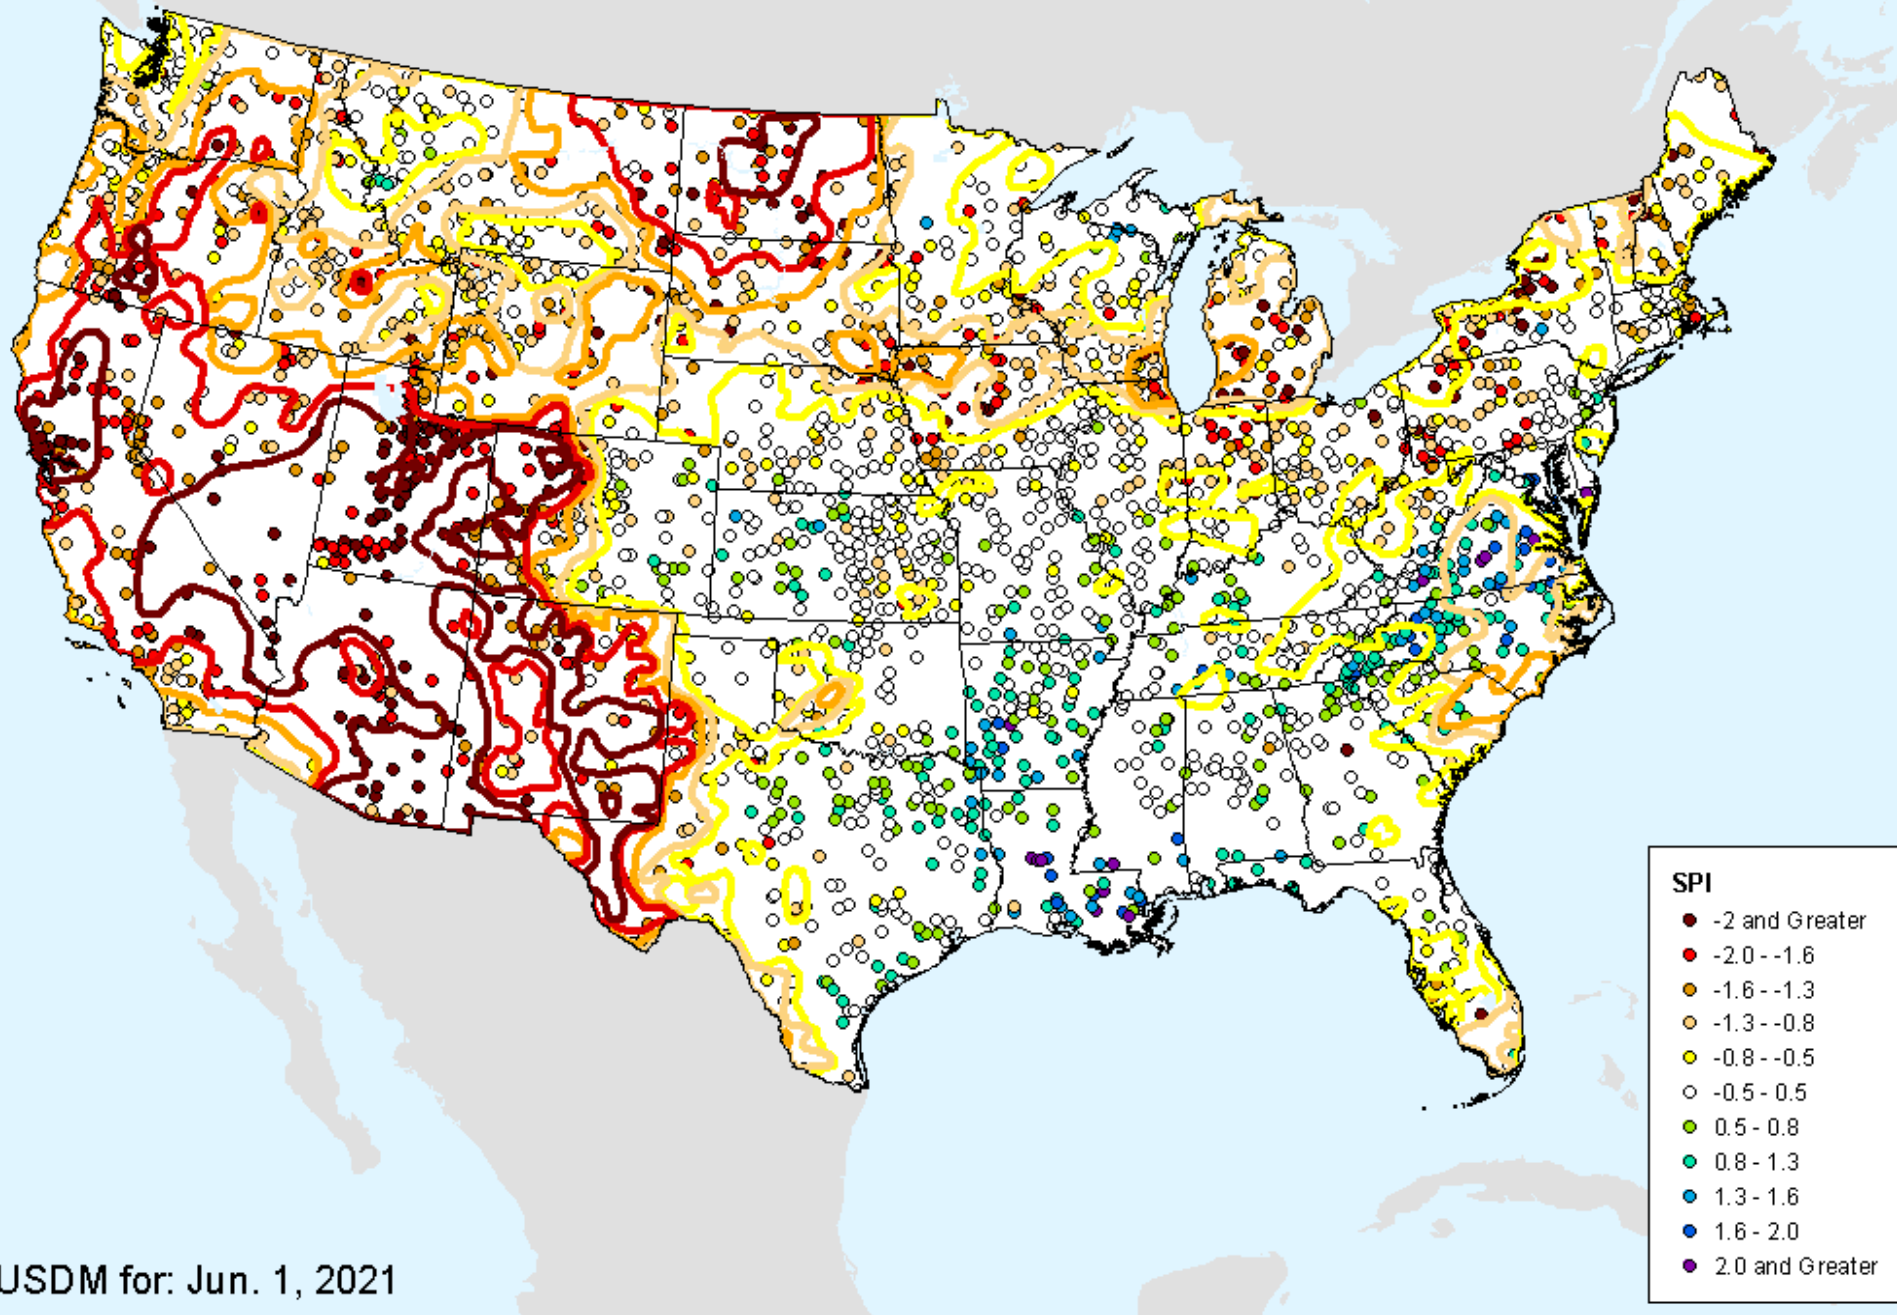 SPI
-2 and Greater
-2.0 - -1.6
-1.6 - -1.3
-1.3 - -0.8
-0.8 - -0.5
-0.5 - 0.5
0.5 - 0.8
0.8 - 1.3
1.3 - 1.6
1.6 - 2.0
2.0 and Greater
USDM for: Jun. 1, 2021